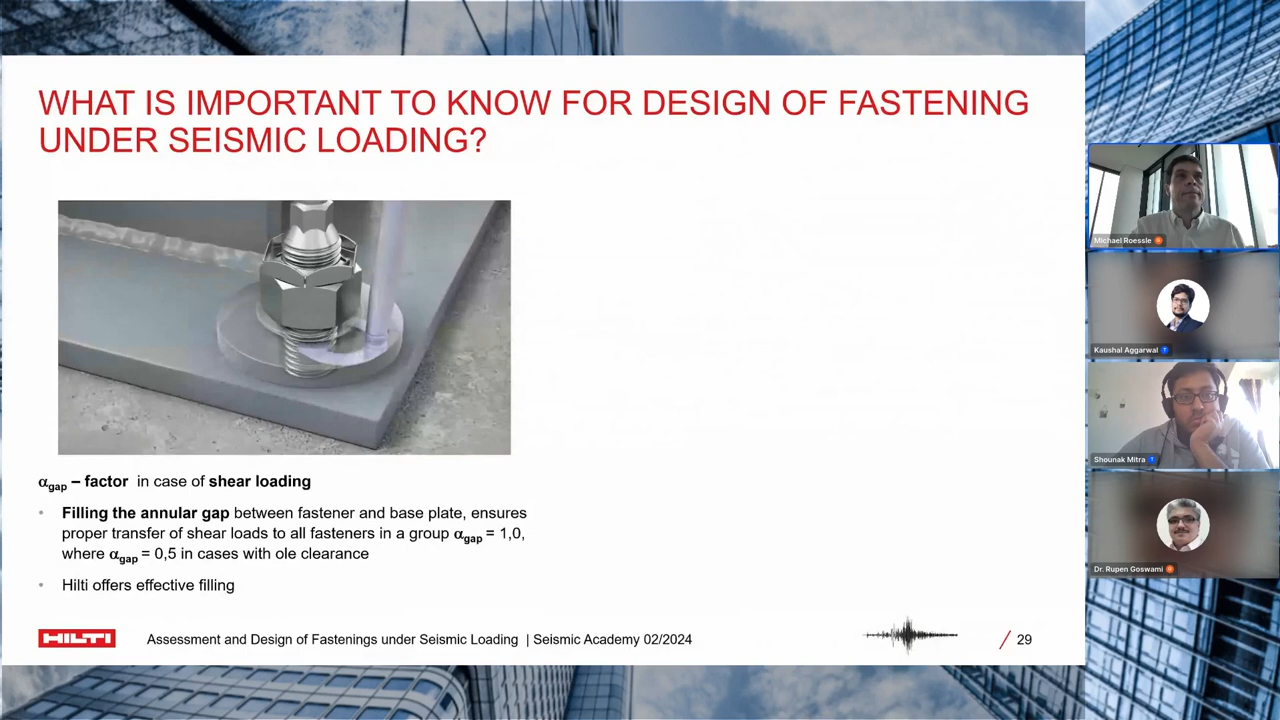 WHAT IS IMPORTANT TO KNOW FOR DESIGN OF FASTENING
UNDER SEISMIC LOADING?
αgap – factor in case of shear loading
• Filling the annular gap between fastener and base plate, ensures
proper transfer of shear loads to all fasteners in a group αgap = 1,0,
where αgap = 0,5 in cases with ole clearance
• Hilti offers effective filling
HILTI
Assessment and Design of Fastenings under Seismic Loading | Seismic Academy 02/2024
29
Michael Roessle
Kaushal Aggarwal
Shounak Mitra
Dr. Rupen Goswami